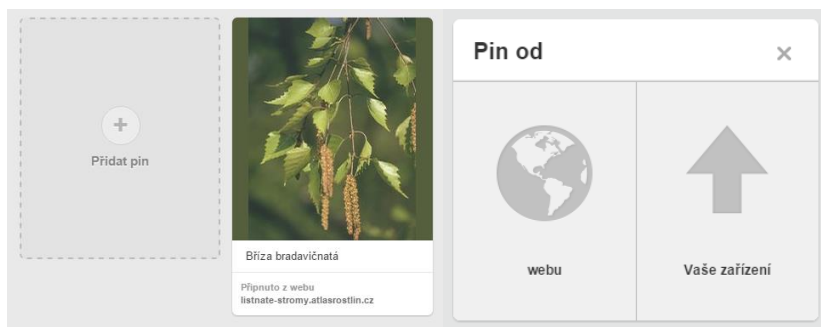 Přidat pin
Bříza bradavičnatá
Připnuto z webu
listnate-stromy.atlasrostlin.cz
Pin od
webu
Vaše zařízení